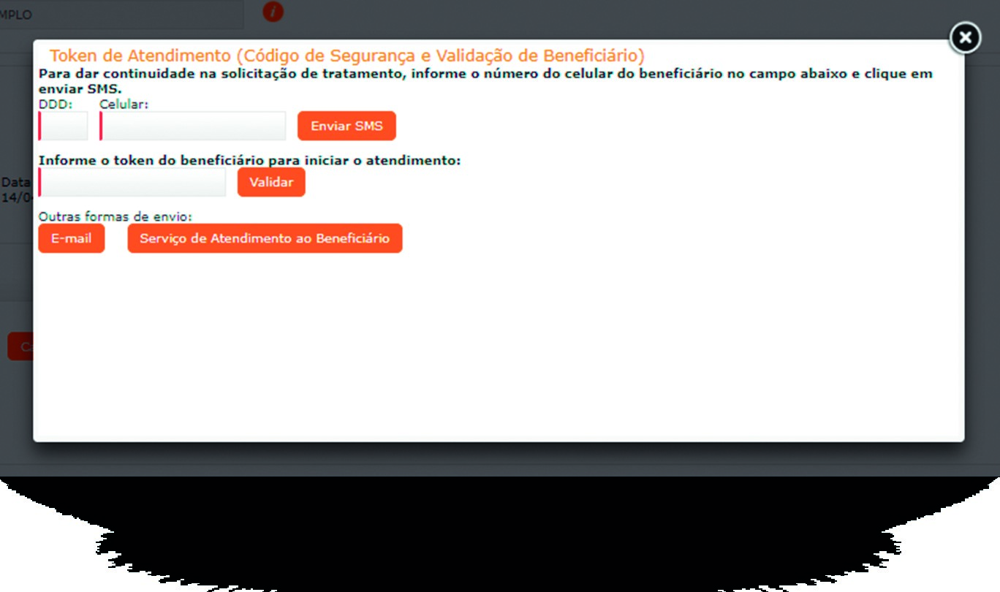 MPLO
i
Token de Atendimento (Código de Segurança e Validação de Beneficiário)
Para dar continuidade na solicitação de tratamento, informe o número do celular do beneficiário no campo abaixo e clique em
enviar SMS.
DDD: Celular:
Enviar SMS
Informe o token do beneficiário para iniciar o atendimento:
Validar
Data
14/0
Outras formas de envio:
E-mail Serviço de Atendimento ao Beneficiário